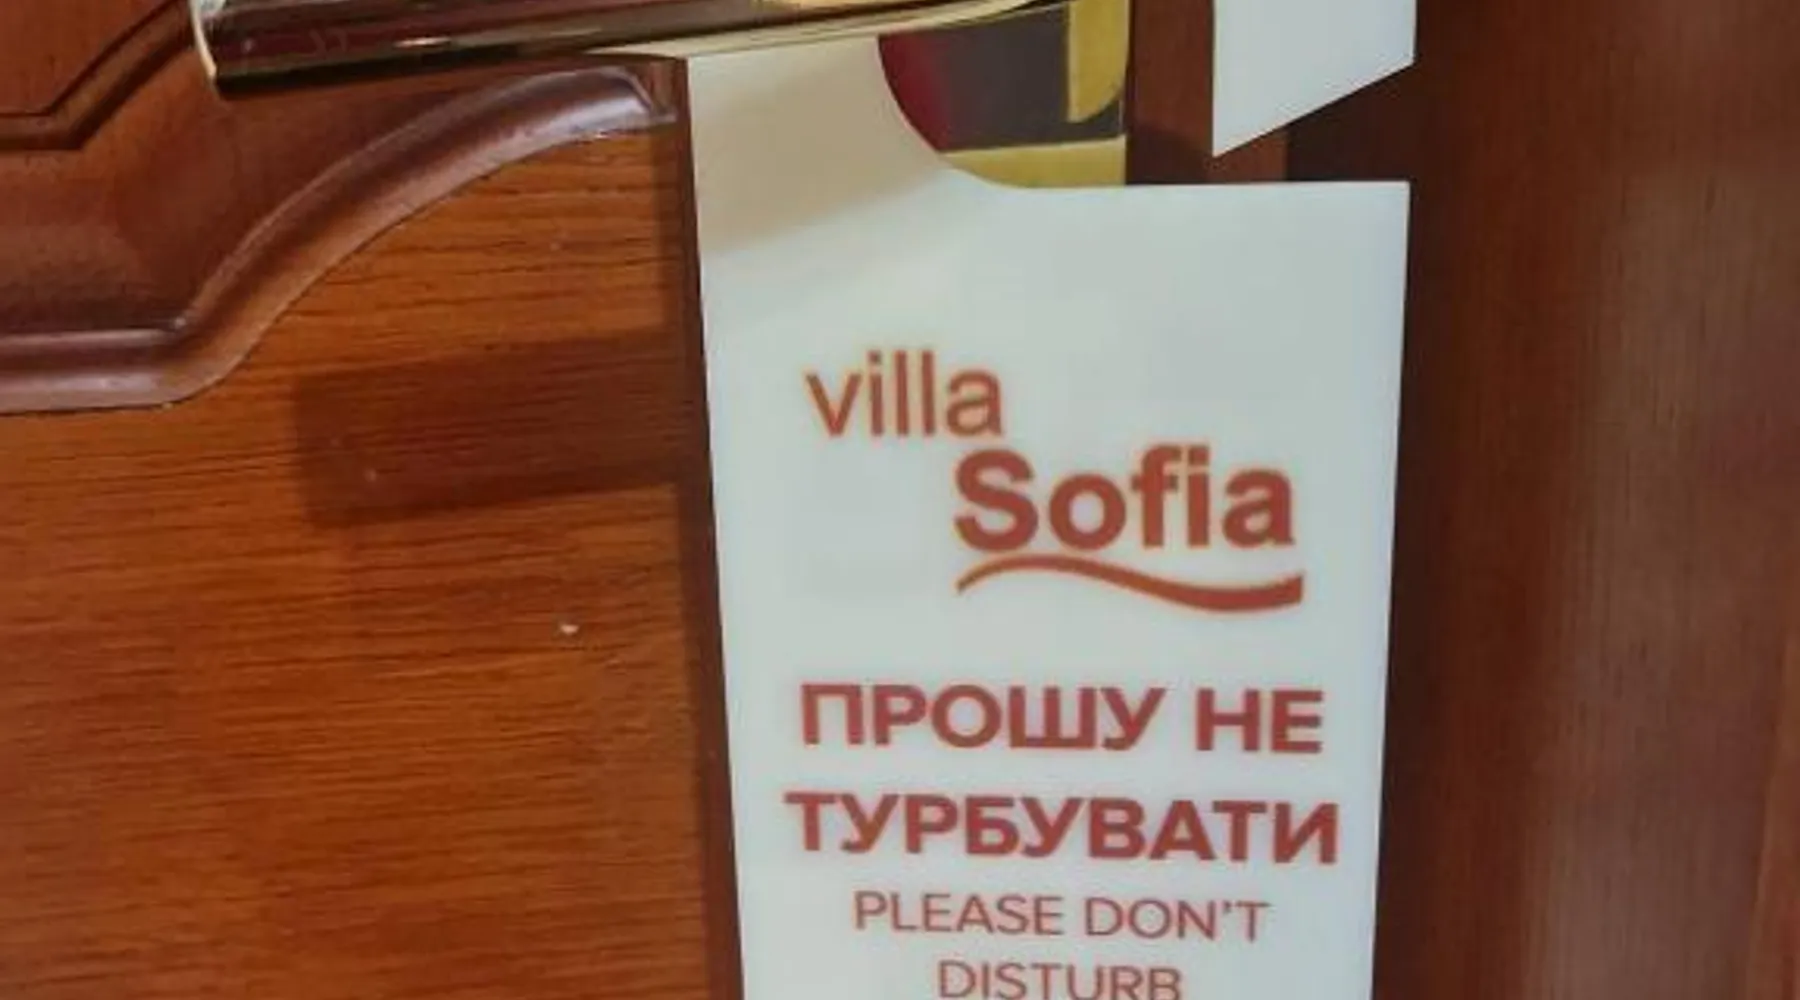 villa
Sofia
ПРОШУ НЕ
ТУРБУВАТИ
PLEASE DON'T
DISTURB